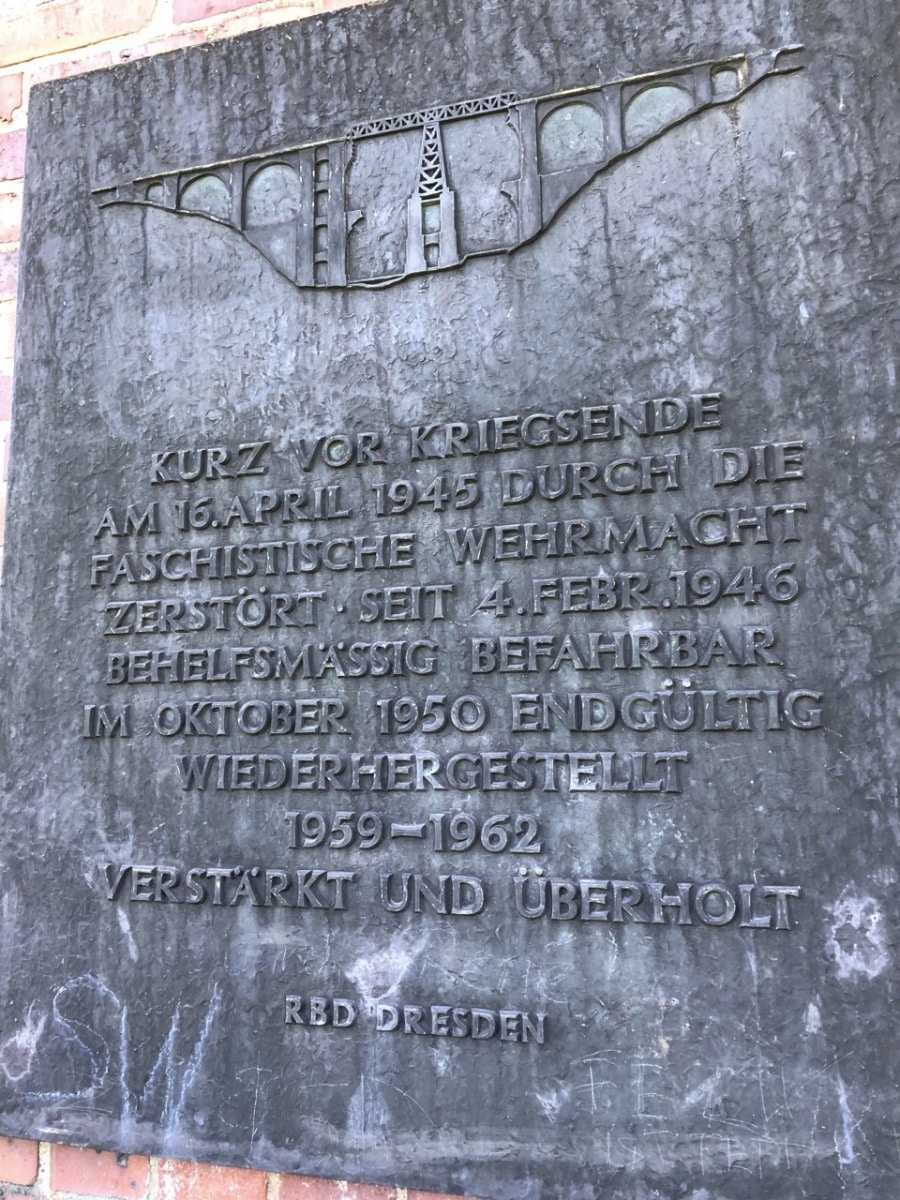 KURZ VOR KRIEGSENDE
AM 16. APRIL 1945 DURCH DIE
FASCHISTISCHE WEHRMACHT
ZERSTÖRT · SEIT 4. FEBR. 1946
BEHELFSMÄSSIG BEFAHRBAR
IM OKTOBER 1950 ENDGÜLTIG
WIEDERHERGESTELLT
1959–1962
VERSTÄRKT UND ÜBERHOLT
RBD DRESDEN
SW